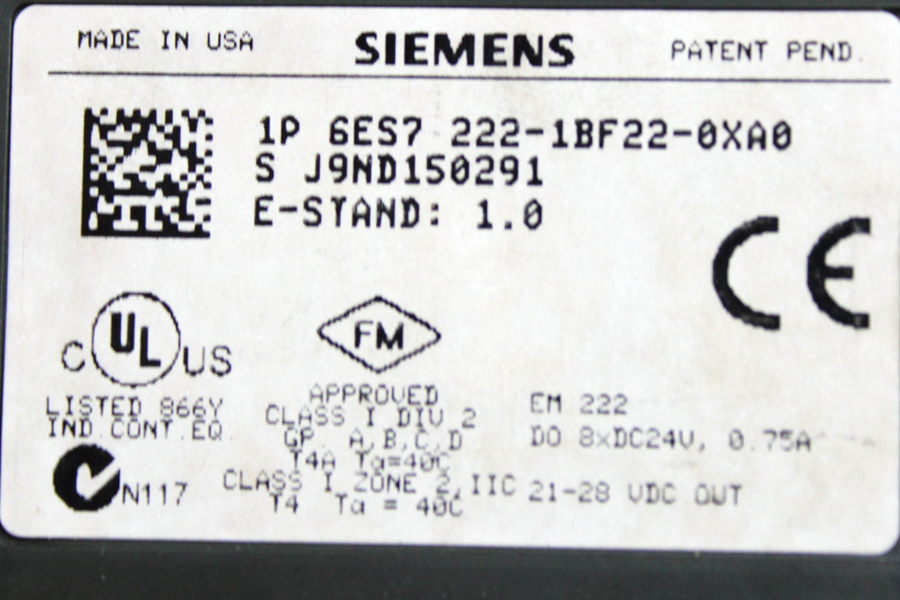 MADE IN USA
SIEMENS
PATENT PEND.
1P 6ES7 222-1BF22-0XA0
S J9ND150291
E-STAND: 1.0
CE
C UL US
LISTED 866Y
IND.CONT.EQ.
N117
FM
APPROVED
CLASS I DIV 2
GP. A,B,C,D
T4A Ta=40C
CLASS I ZONE 2,IIC
T4 Ta = 40C
EM 222
DO 8xDC24V, 0.75A
21-28 VDC OUT